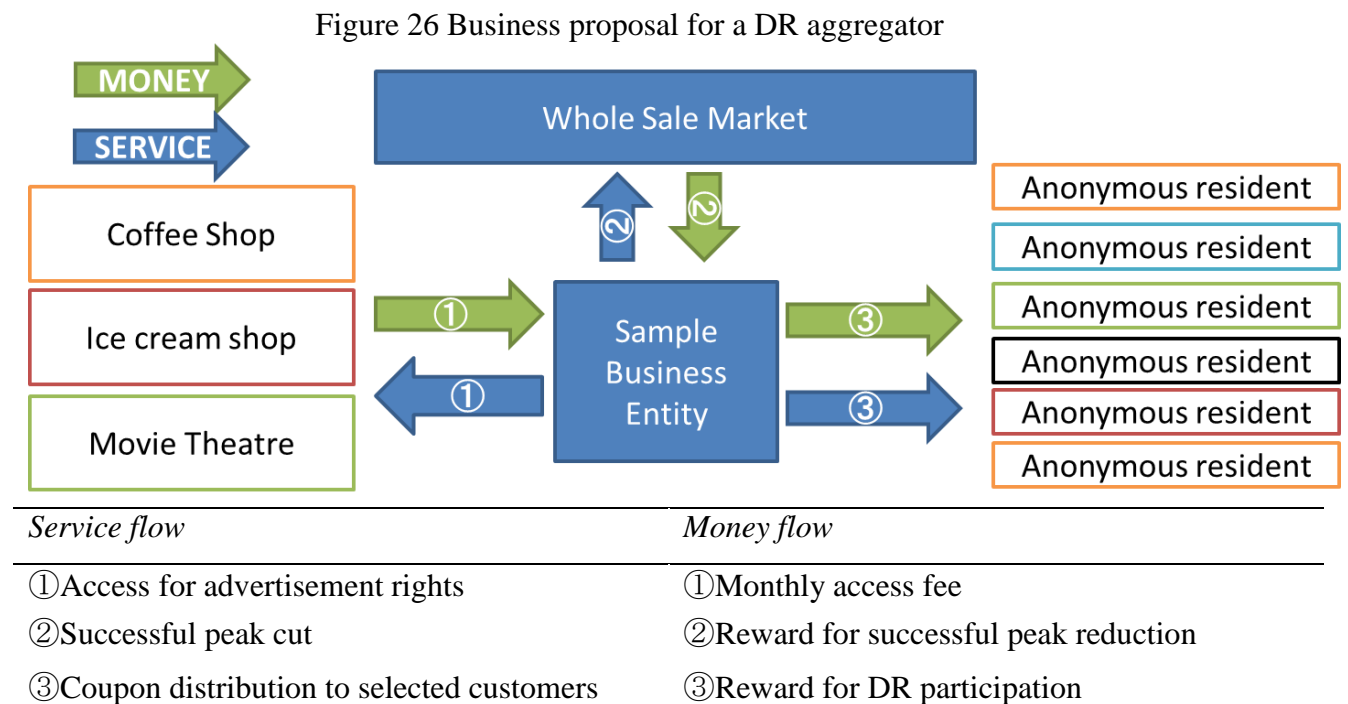 Figure 26 Business proposal for a DR aggregator
MONEY
SERVICE
Whole Sale Market
Coffee Shop
Ice cream shop
Movie Theatre
②
②
①
①
Sample
Business
Entity
③
③
Anonymous resident
Anonymous resident
Anonymous resident
Anonymous resident
Anonymous resident
Anonymous resident
Service flow Money flow
①Access for advertisement rights ①Monthly access fee
②Successful peak cut ②Reward for successful peak reduction
③Coupon distribution to selected customers ③Reward for DR participation